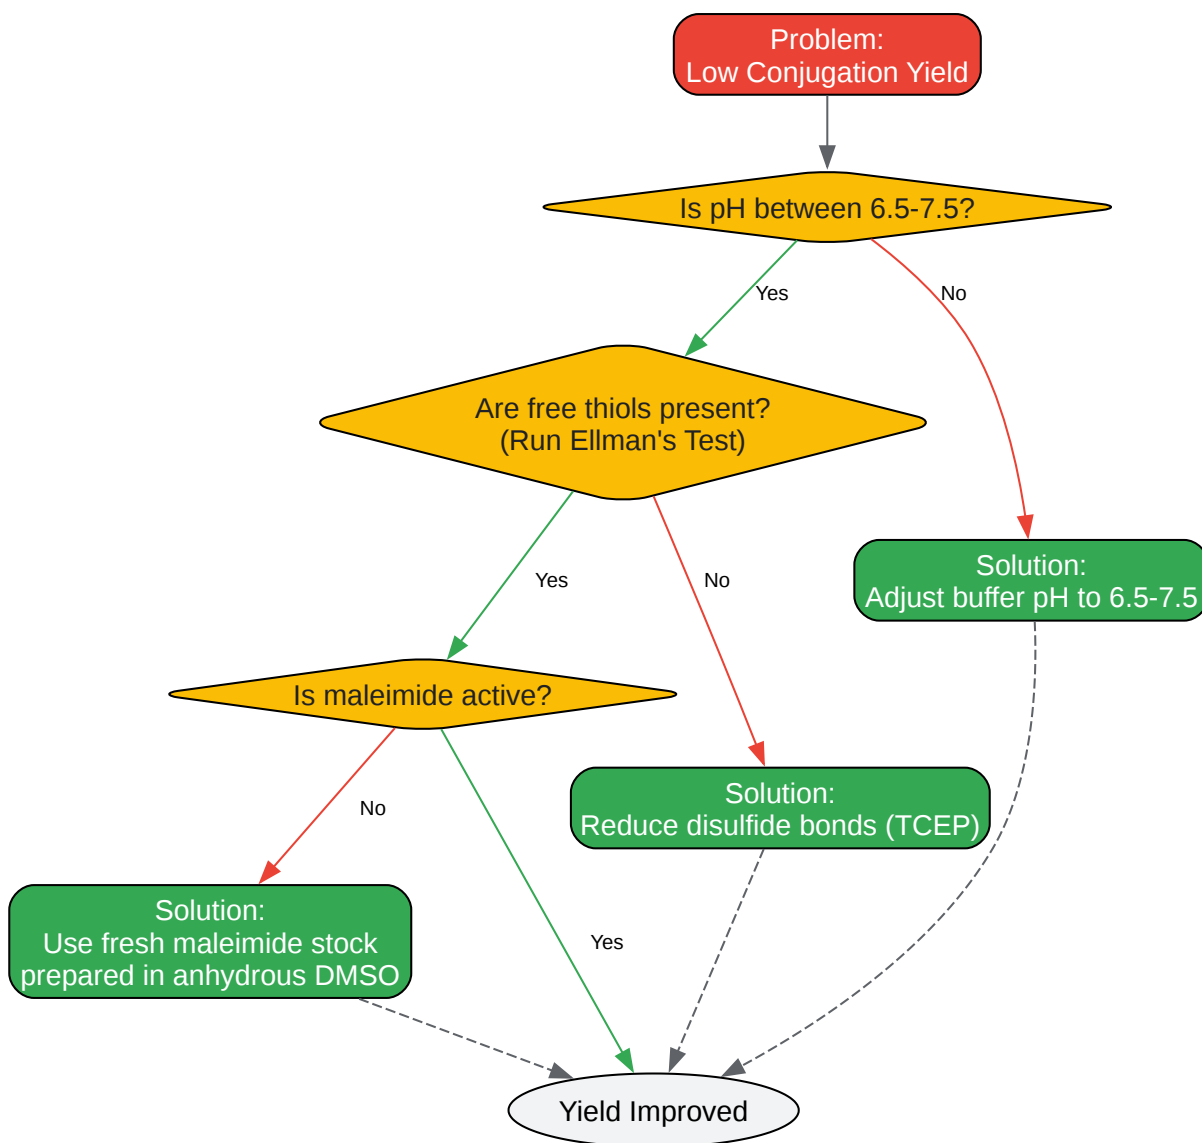 Problem:
Low Conjugation Yield
Is pH between 6.5-7.5?
Yes
No
Are free thiols present?
(Run Ellman's Test)
Yes
No
Solution:
Adjust buffer pH to 6.5-7.5
Is maleimide active?
No
Yes
Solution:
Reduce disulfide bonds (TCEP)
Solution:
Use fresh maleimide stock
prepared in anhydrous DMSO
Yield Improved